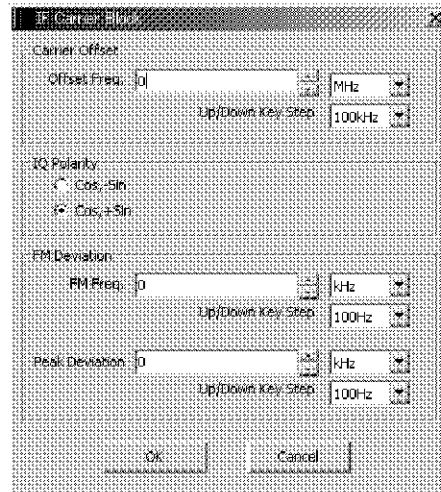 IF Carrier Block
Carrier Offset
Offset Freq. 0 MHz
Up/Down Key Step 100kHz
IQ Polarity
Cos,-Sin
Cos,+Sin
FM Deviation
FM Freq. 0 kHz
Up/Down Key Step 100Hz
Peak Deviation 0 kHz
Up/Down Key Step 100Hz
OK Cancel